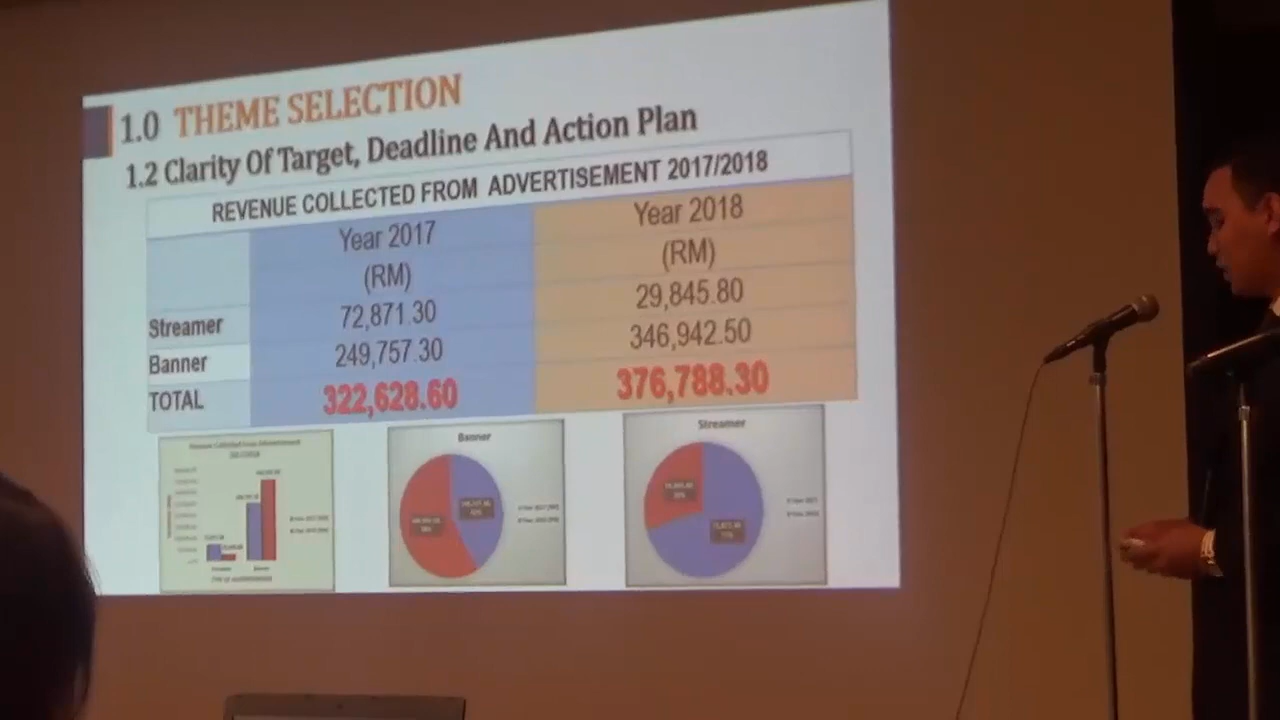 1.0 THEME SELECTION
1.2 Clarity Of Target, Deadline And Action Plan
REVENUE COLLECTED FROM ADVERTISEMENT 2017/2018
Year 2017 Year 2018
(RM) (RM)
Streamer 72,871.30 29,845.80
Banner 249,757.30 346,942.50
TOTAL 322,628.60 376,788.30
Banner
Streamer